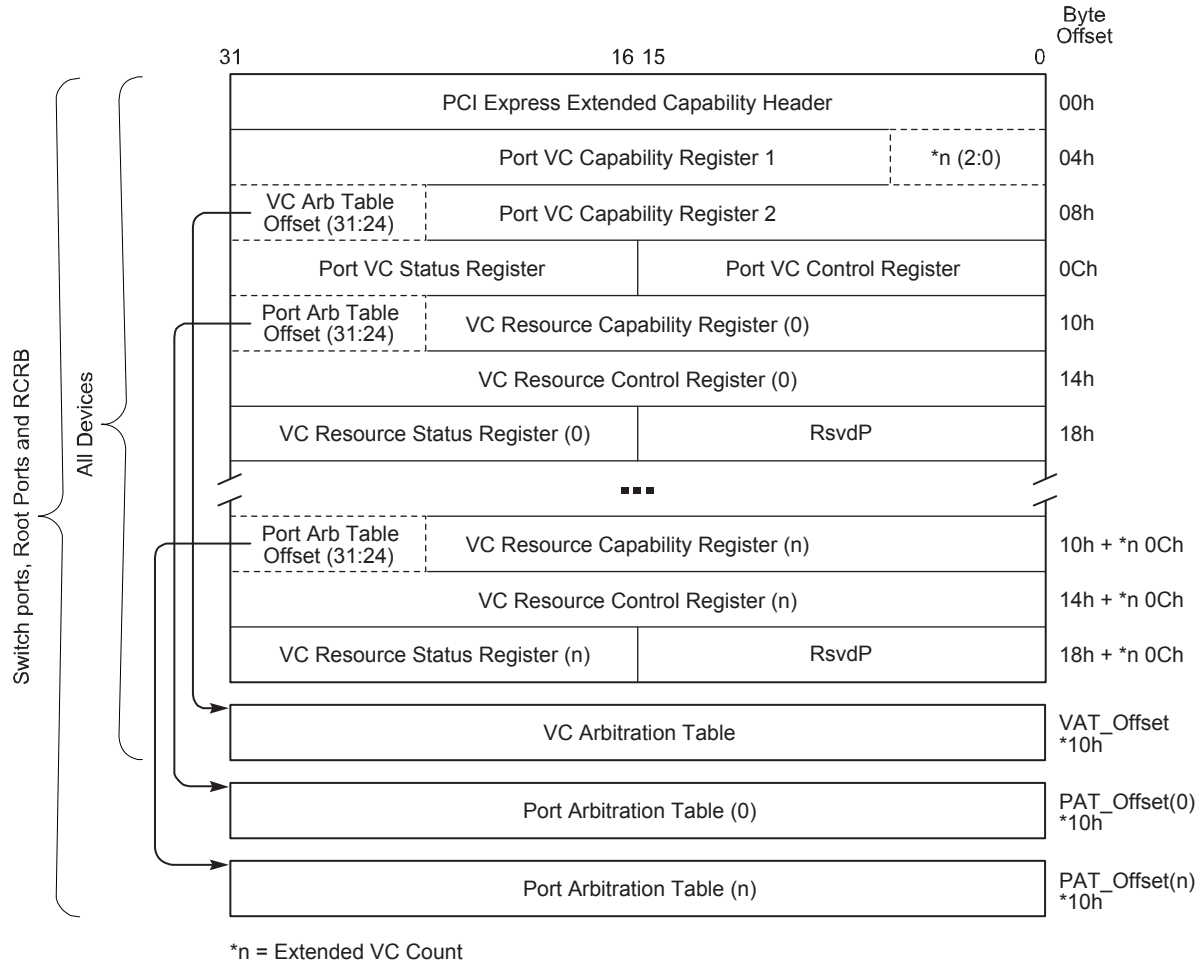 Byte
Offset
31
16 15
0
PCI Express Extended Capability Header
00h
Port VC Capability Register 1
*n (2:0)
04h
VC Arb Table
Offset (31:24)
Port VC Capability Register 2
08h
Port VC Status Register
Port VC Control Register
0Ch
Port Arb Table
Offset (31:24)
VC Resource Capability Register (0)
10h
VC Resource Control Register (0)
14h
VC Resource Status Register (0)
RsvdP
18h
Port Arb Table
Offset (31:24)
VC Resource Capability Register (n)
10h + *n 0Ch
VC Resource Control Register (n)
14h + *n 0Ch
VC Resource Status Register (n)
RsvdP
18h + *n 0Ch
VC Arbitration Table
VAT_Offset
*10h
Port Arbitration Table (0)
PAT_Offset(0)
*10h
Port Arbitration Table (n)
PAT_Offset(n)
*10h
Switch ports, Root Ports and RCRB
All Devices
*n = Extended VC Count